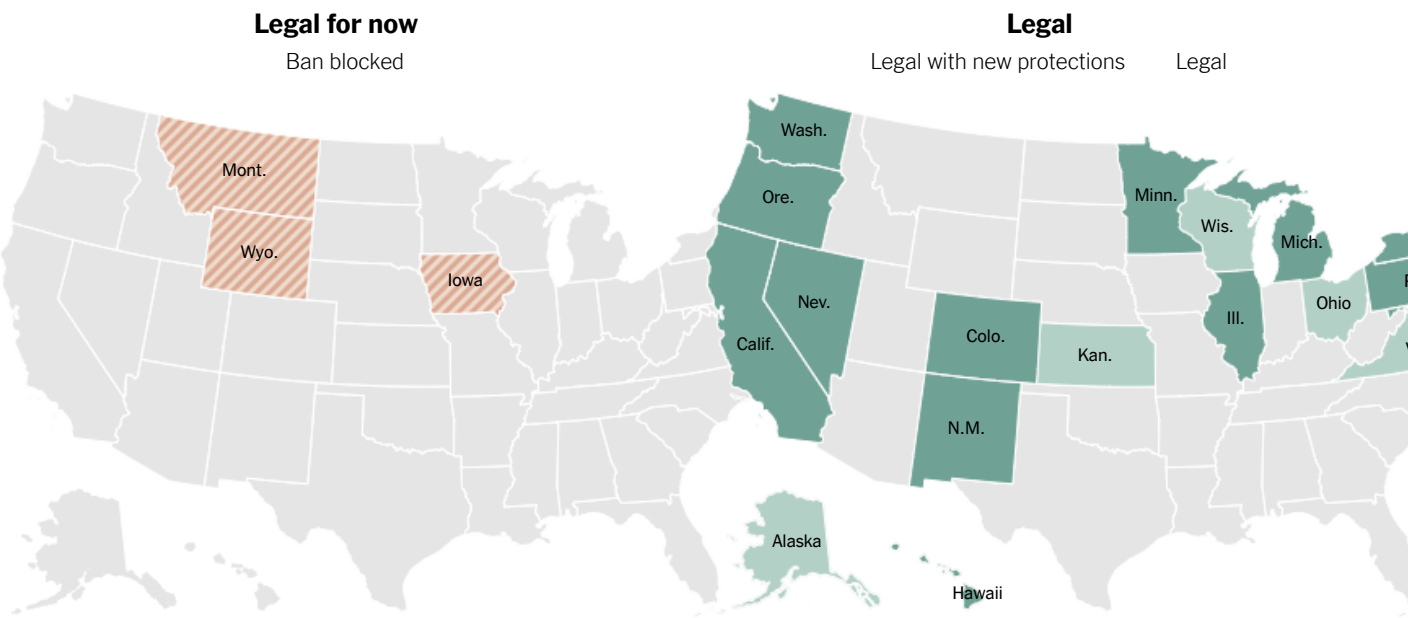 Legal for now
Ban blocked
Mont.
Wyo.
Iowa
Legal
Legal with new protections Legal
Wash.
Ore.
Minn.
Wis.
Mich.
Nev.
Ohio
Ill.
Calif.
Colo.
Kan.
N.M.
Alaska
Hawaii